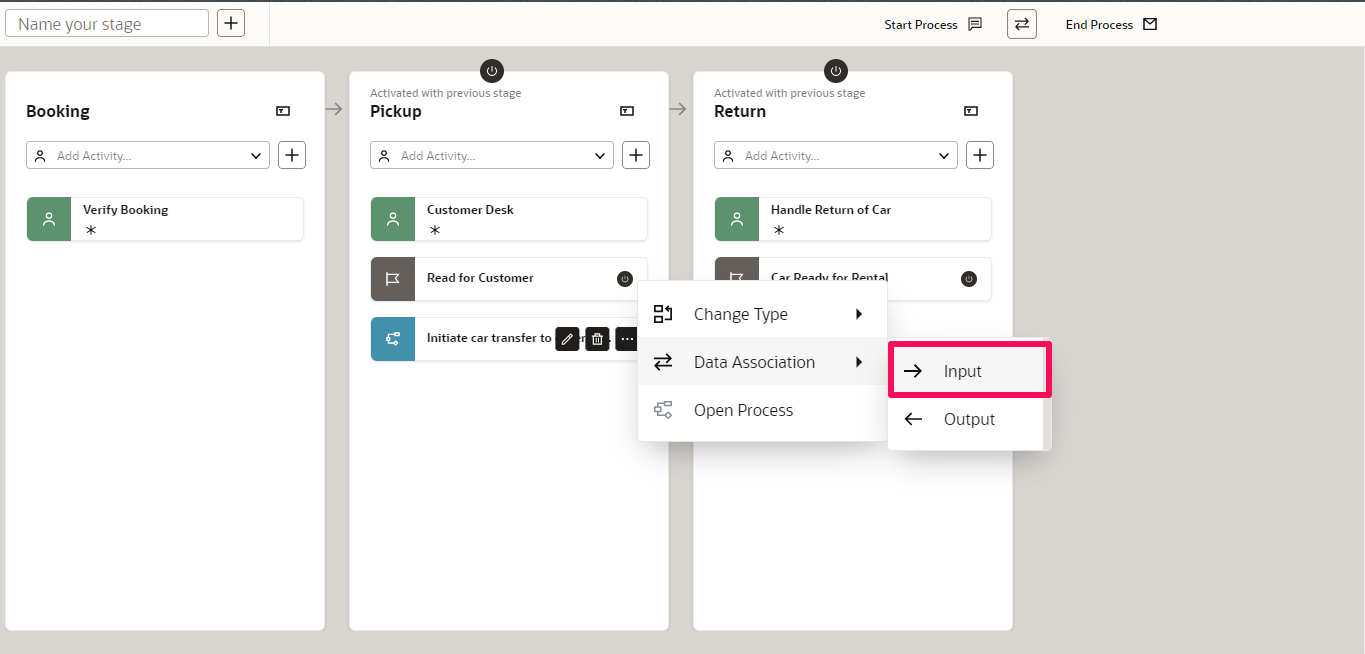 Name your stage
Start Process
End Process
Booking
Add Activity...
Verify Booking
Activated with previous stage
Pickup
Add Activity...
Customer Desk
Read for Customer
Initiate car transfer to
Activated with previous stage
Return
Add Activity...
Handle Return of Car
Car Ready for Rental
Change Type
Data Association
Open Process
Input
Output